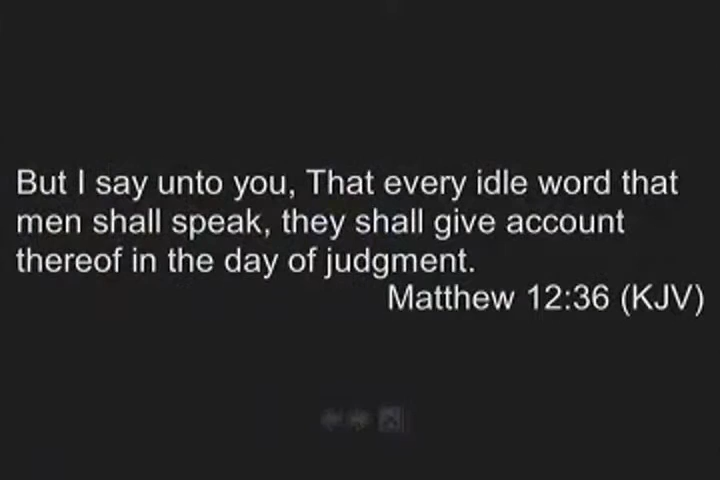 But I say unto you, That every idle word that
men shall speak, they shall give account
thereof in the day of judgment.
Matthew 12:36 (KJV)